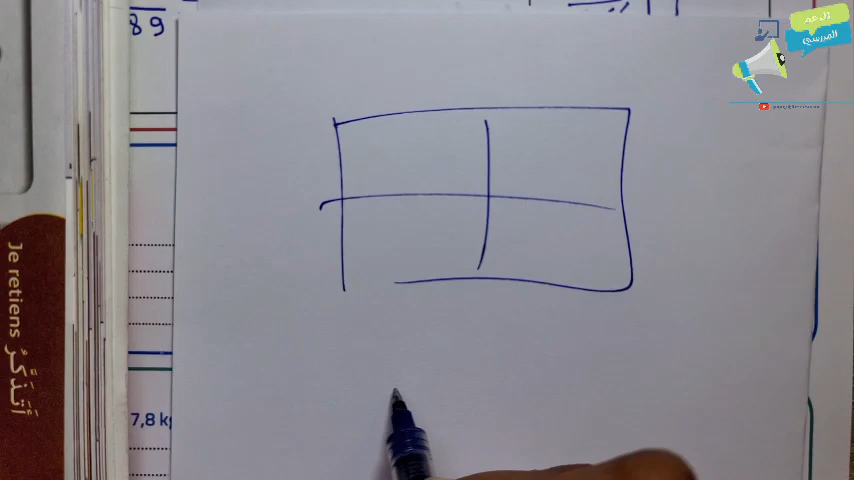 89
الدعم
المدرسي
Je retiens أَتَذَكَّرُ
7,8 kg